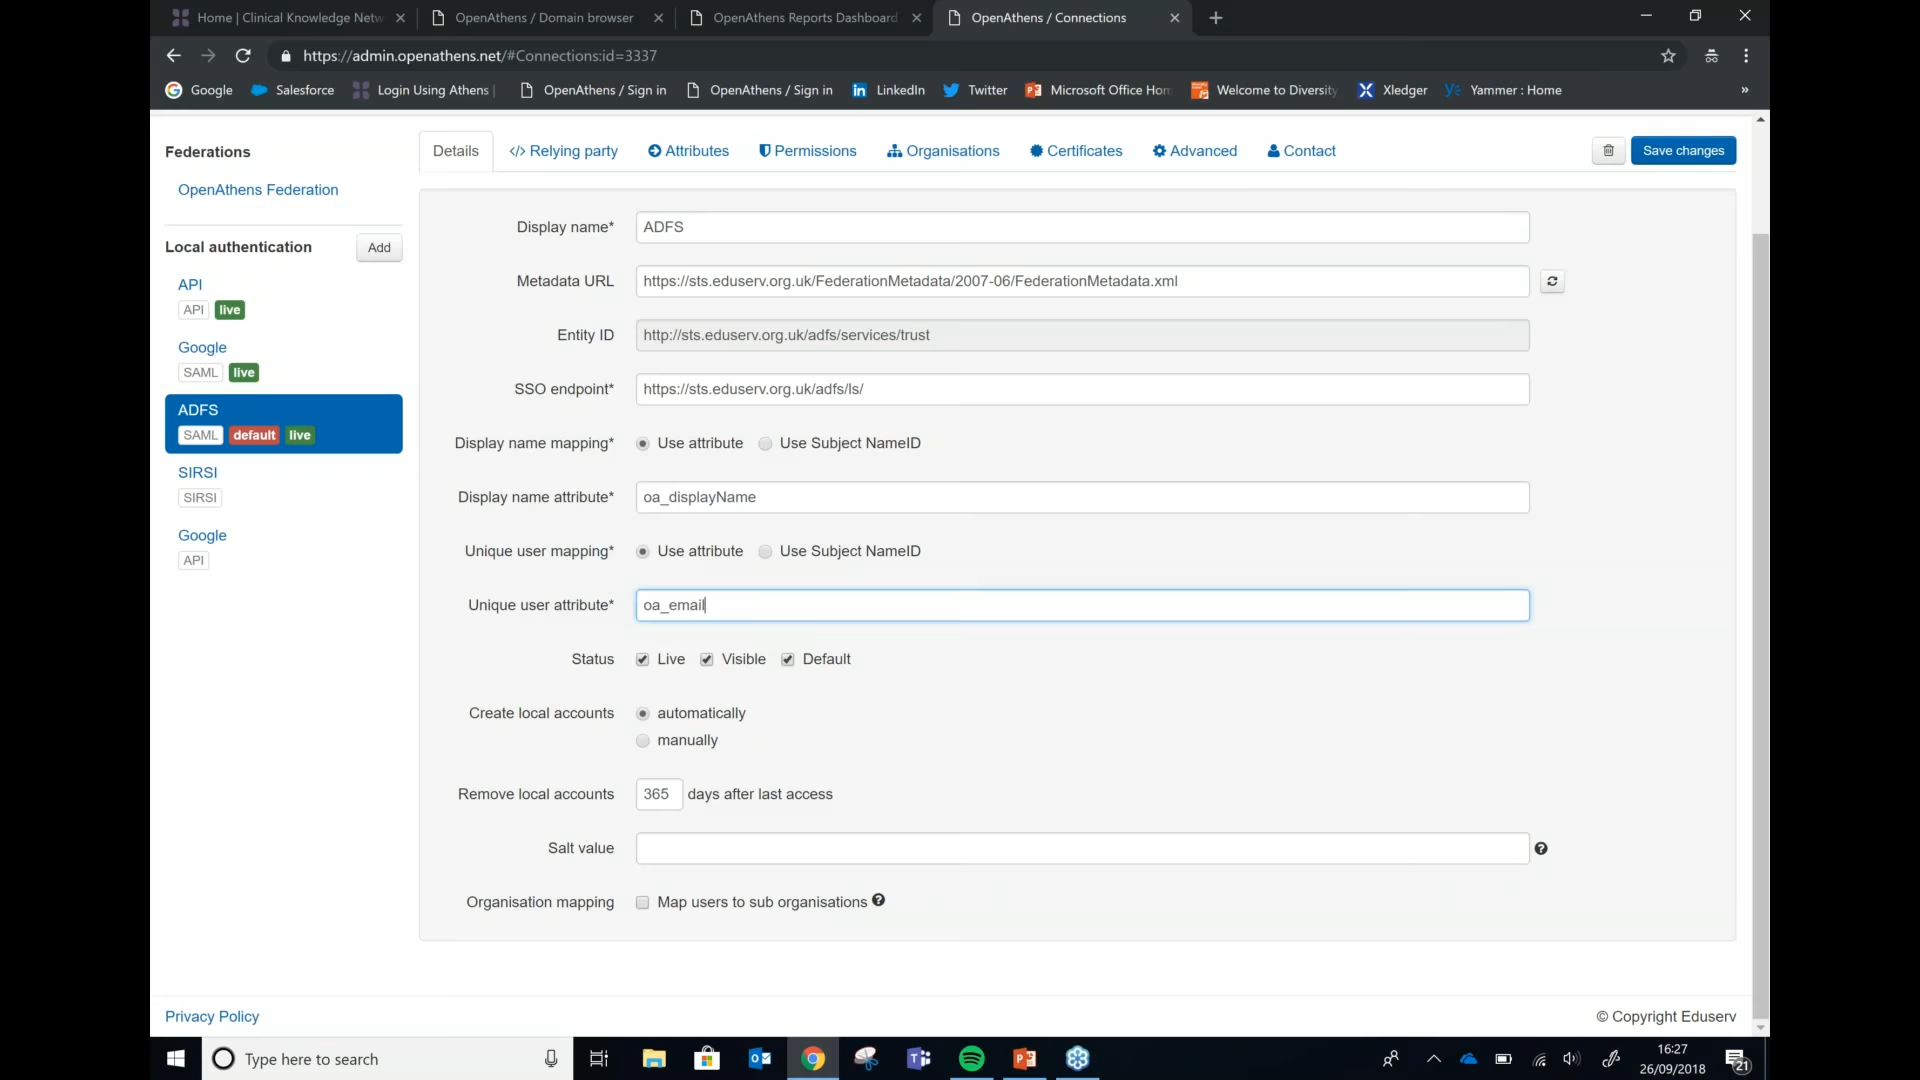 Home | Clinical Knowledge Netw
OpenAthens / Domain browser
OpenAthens Reports Dashboard
OpenAthens / Connections
https://admin.openathens.net/#Connections:id=3337
Google
Salesforce
Login Using Athens |
OpenAthens / Sign in
OpenAthens / Sign in
LinkedIn
Twitter
Microsoft Office Hom
Welcome to Diversity
Xledger
Yammer : Home
»
Federations
OpenAthens Federation
Local authentication
Add
API
API live
Google
SAML live
ADFS
SAML default live
SIRSI
SIRSI
Google
API
Details
</> Relying party
Attributes
Permissions
Organisations
Certificates
Advanced
Contact
Save changes
Display name* ADFS
Metadata URL https://sts.eduserv.org.uk/FederationMetadata/2007-06/FederationMetadata.xml
Entity ID http://sts.eduserv.org.uk/adfs/services/trust
SSO endpoint* https://sts.eduserv.org.uk/adfs/ls/
Display name mapping* Use attribute Use Subject NameID
Display name attribute* oa_displayName
Unique user mapping* Use attribute Use Subject NameID
Unique user attribute* oa_email
Status Live Visible Default
Create local accounts automatically
manually
Remove local accounts 365 days after last access
Salt value
Organisation mapping Map users to sub organisations
Privacy Policy
© Copyright Eduserv
Type here to search
16:27
26/09/2018
21